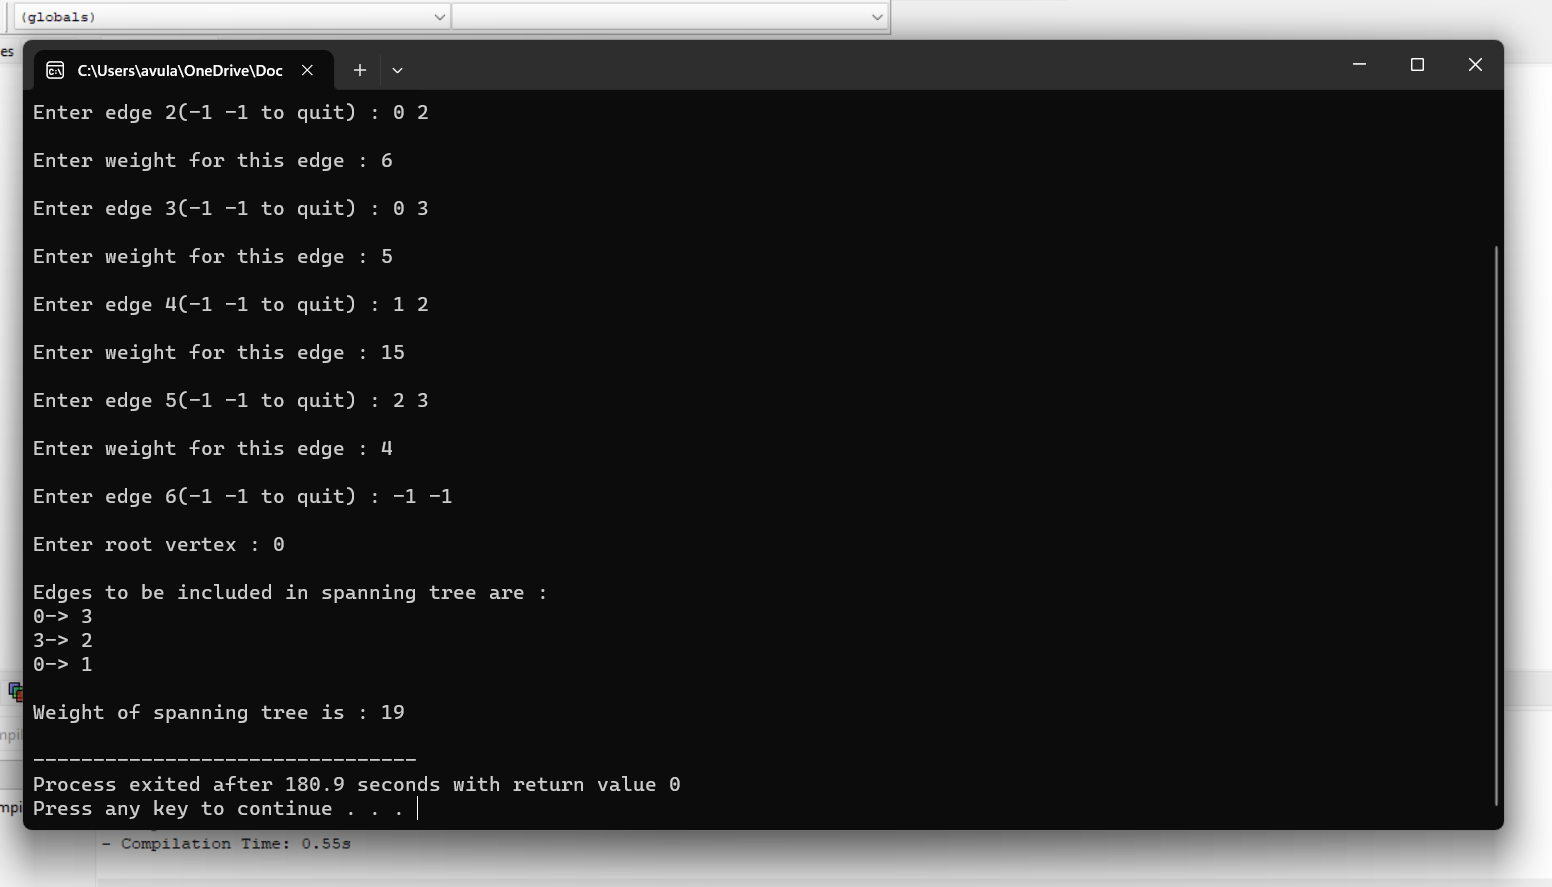 (globals)
es
C:\Users\avula\OneDrive\Doc
Enter edge 2(-1 -1 to quit) : 0 2
Enter weight for this edge : 6
Enter edge 3(-1 -1 to quit) : 0 3
Enter weight for this edge : 5
Enter edge 4(-1 -1 to quit) : 1 2
Enter weight for this edge : 15
Enter edge 5(-1 -1 to quit) : 2 3
Enter weight for this edge : 4
Enter edge 6(-1 -1 to quit) : -1 -1
Enter root vertex : 0
Edges to be included in spanning tree are :
0-> 3
3-> 2
0-> 1
Weight of spanning tree is : 19
--------------------------------
Process exited after 180.9 seconds with return value 0
Press any key to continue . . .
- Compilation Time: 0.55s